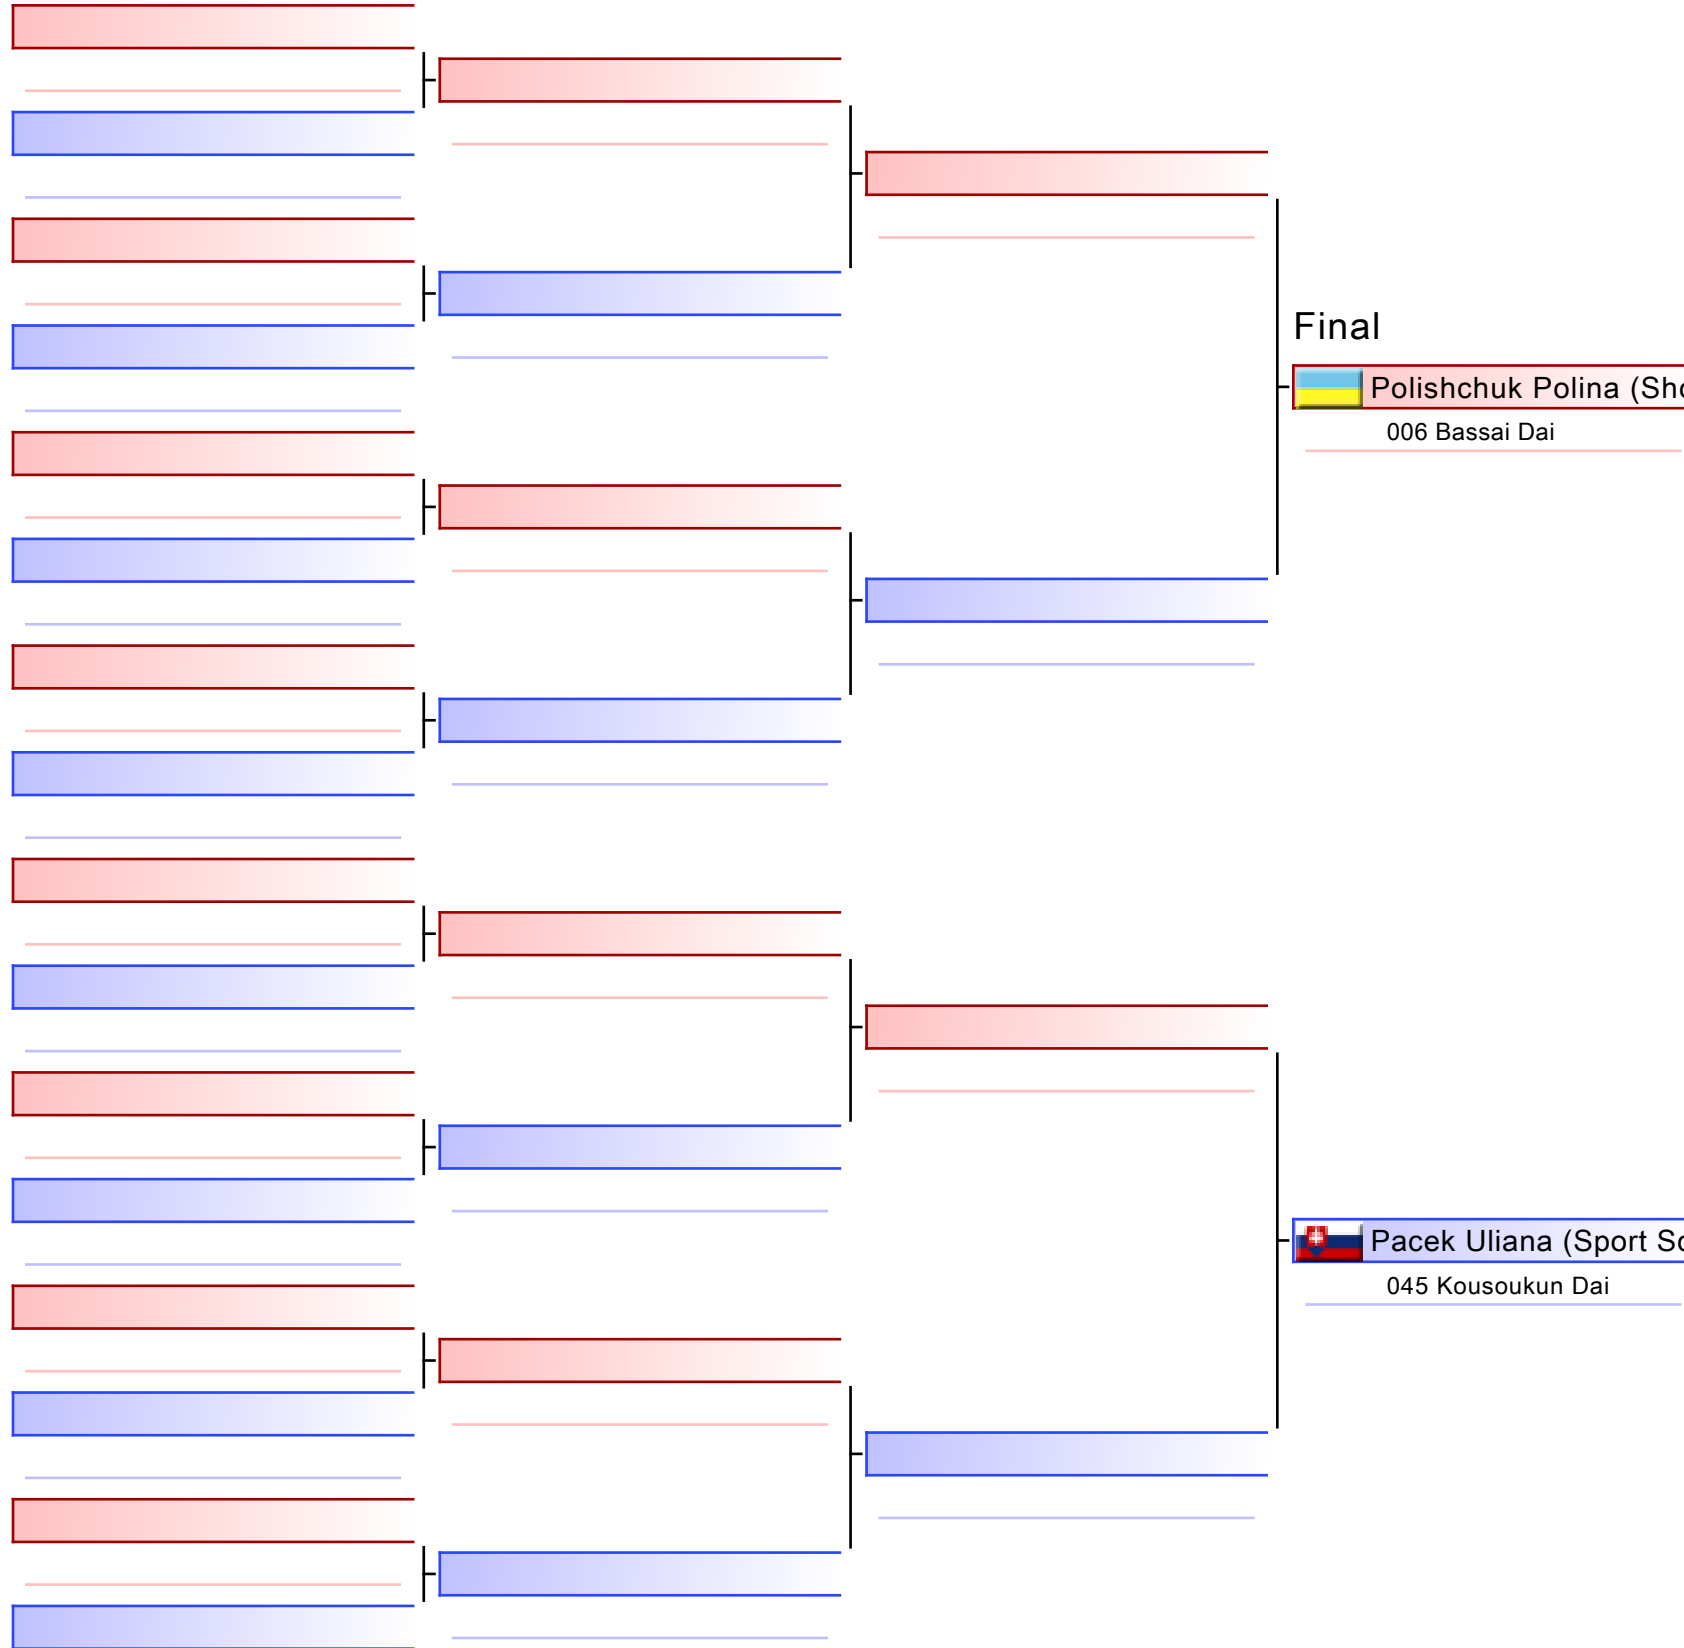 Final
Polishchuk Polina (Sho
006 Bassai Dai
Pacek Uliana (Sport Sc
045 Kousoukun Dai